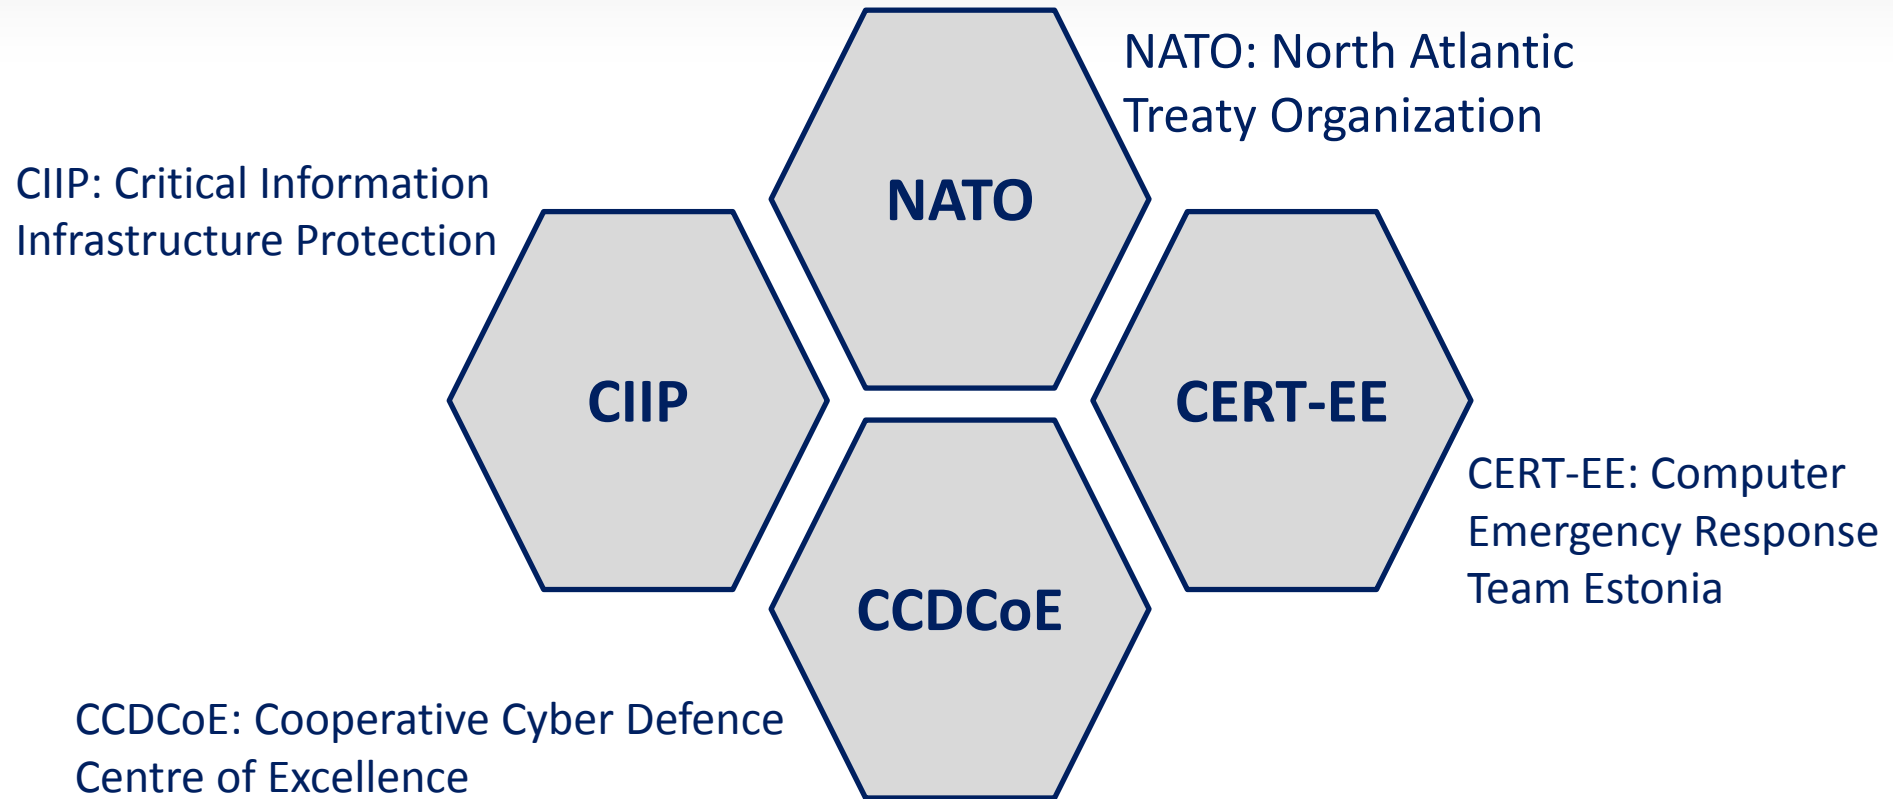 NATO: North Atlantic
Treaty Organization
NATO
CIIP: Critical Information
Infrastructure Protection
CIIP
CERT-EE
CERT-EE: Computer
Emergency Response
Team Estonia
CCDCoE
CCDCoE: Cooperative Cyber Defence
Centre of Excellence